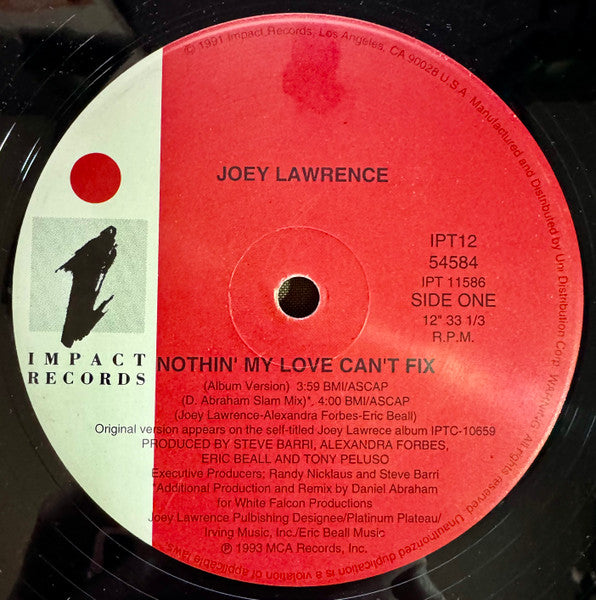 © 1991 Impact Records, Los Angeles, CA 90028 U.S.A. Manufactured and Distributed by Uni Distribution Corp. WARNING: All rights reserved. Unauthorized duplication is a violation of applicable laws.
JOEY LAWRENCE
IPT12
54584
IPT 11586
SIDE ONE
12" 33 1/3
R.P.M.
i
IMPACT
RECORDS
NOTHIN' MY LOVE CAN'T FIX
(Album Version) 3:59 BMI/ASCAP
(D. Abraham Slam Mix)*, 4:00 BMI/ASCAP
(Joey Lawrence-Alexandra Forbes-Eric Beall)
Original version appears on the self-titled Joey Lawrece album IPTC-10659
PRODUCED BY STEVE BARRI, ALEXANDRA FORBES,
ERIC BEALL AND TONY PELUSO
Executive Producers; Randy Nicklaus and Steve Barri
*Additional Production and Remix by Daniel Abraham
for White Falcon Productions
Joey Lawrence Pulbishing Designee/Platinum Plateau/
Irving Music, Inc./Eric Beall Music
℗ 1993 MCA Records, Inc.